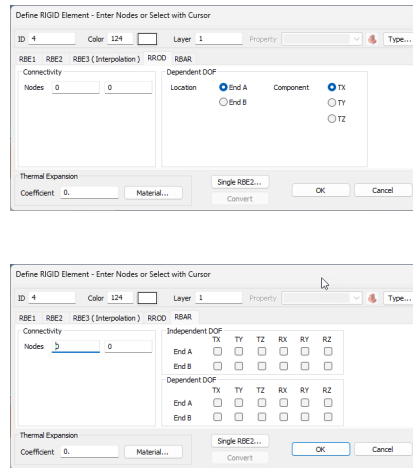 Define RIGID Element - Enter Nodes or Select with Cursor
ID 4 Color 124 Layer 1 Property Type...
RBE1 RBE2 RBE3 ( Interpolation ) RROD RBAR
Connectivity Dependent DOF
Nodes 0 0 Location End A Component TX
End B TY
TZ
Thermal Expansion
Coefficient 0. Material... Single RBE2... OK Cancel
Convert
Define RIGID Element - Enter Nodes or Select with Cursor
ID 4 Color 124 Layer 1 Property Type...
RBE1 RBE2 RBE3 ( Interpolation ) RROD RBAR
Connectivity Independent DOF
TX TY TZ RX RY RZ
Nodes 0 0 End A
End B
Dependent DOF
TX TY TZ RX RY RZ
End A
End B
Thermal Expansion
Coefficient 0. Material... Single RBE2... OK Cancel
Convert